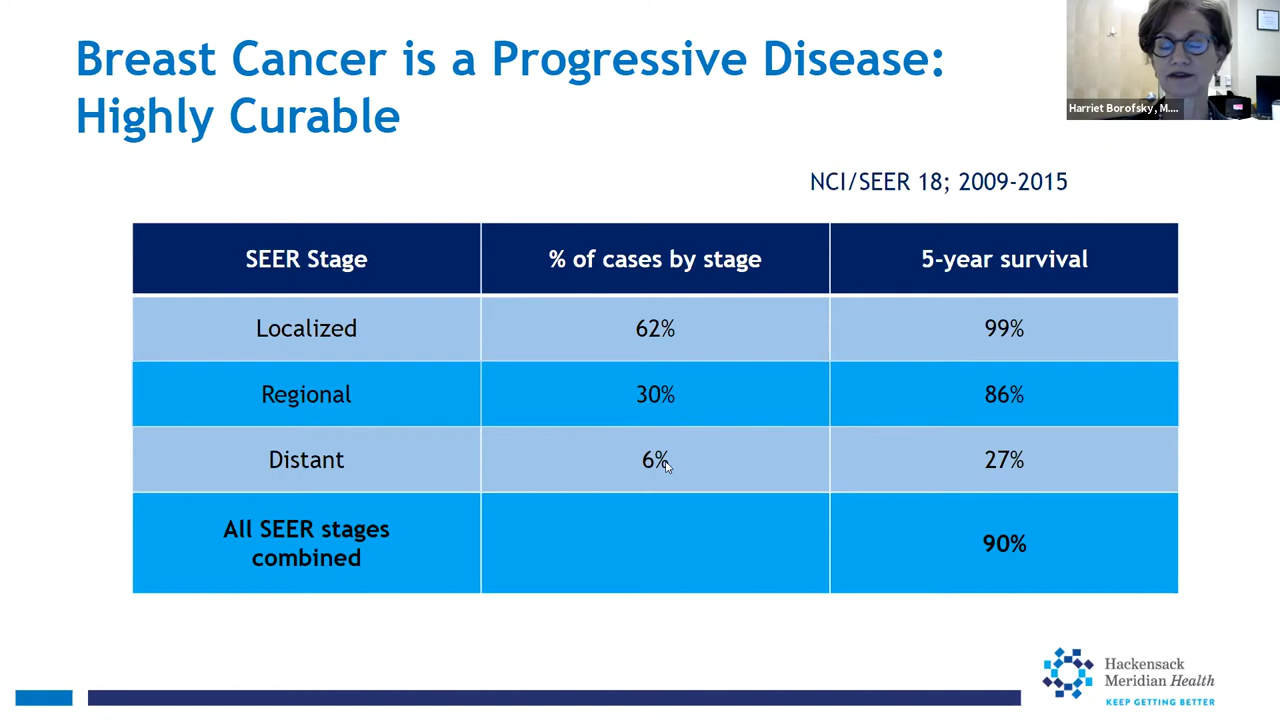 Breast Cancer is a Progressive Disease:
Highly Curable
Harriet Borofsky, M....
NCI/SEER 18; 2009-2015
SEER Stage % of cases by stage 5-year survival
Localized 62% 99%
Regional 30% 86%
Distant 6% 27%
All SEER stages
combined
90%
Hackensack
Meridian Health
KEEP GETTING BETTER